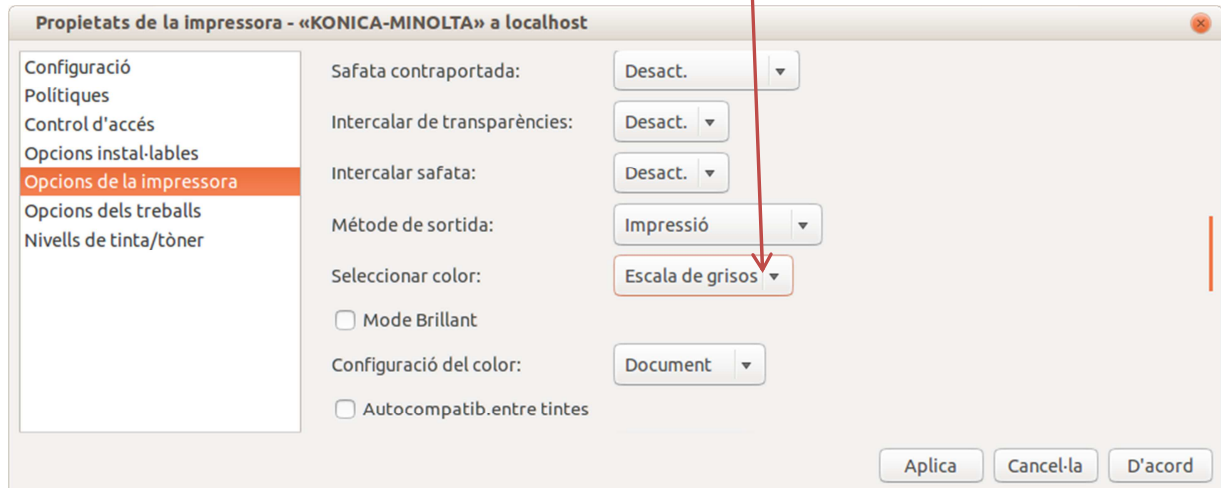 Propietats de la impressora - «KONICA-MINOLTA» a localhost
Configuració
Polítiques
Control d'accés
Opcions instal·lables
Opcions de la impressora
Opcions dels treballs
Nivells de tinta/tòner
Safata contraportada: Desact.
Intercalar de transparències: Desact.
Intercalar safata: Desact.
Métode de sortida: Impressió
Seleccionar color: Escala de grisos
Mode Brillant
Configuració del color: Document
Autocompatib.entre tintes
Aplica Cancel·la D'acord